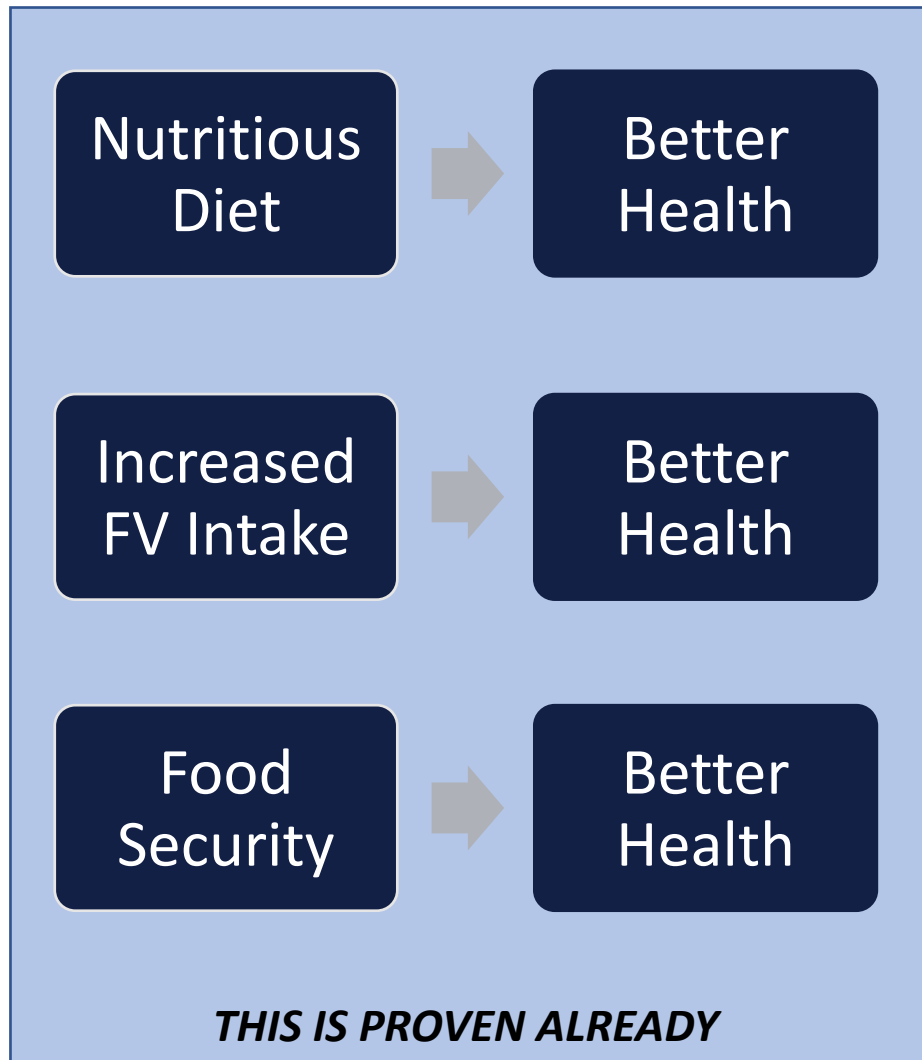 Nutritious
Diet
Better
Health
Increased
FV Intake
Better
Health
Food
Security
Better
Health
THIS IS PROVEN ALREADY